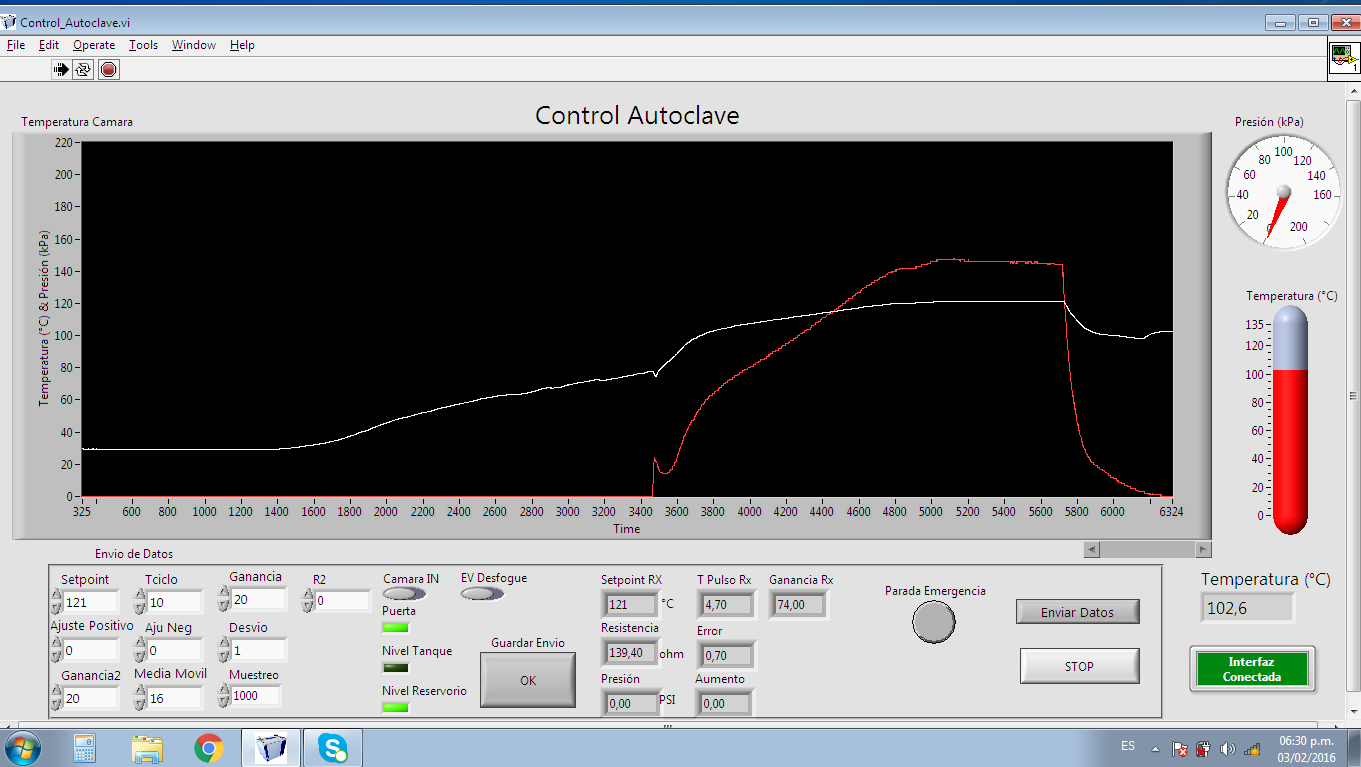 Control_Autoclave.vi
File Edit Operate Tools Window Help
1
Control Autoclave
Temperatura Camara
Presión (kPa)
220
200
180
160
140
120
100
80
60
40
20
0
Temperatura (°C) & Presión (kPa)
325 600 800 1000 1200 1400 1600 1800 2000 2200 2400 2600 2800 3000 3200 3400 3600 3800 4000 4200 4400 4600 4800 5000 5200 5400 5600 5800 6000 6324
Time
0 20 40 60 80 100 120 140 160 200
Temperatura (°C)
135
120
100
80
60
40
20
0
Temperatura (°C)
102,6
Interfaz
Conectada
Envio de Datos
Setpoint Tciclo Ganancia R2
121 10 20 0
Ajuste Positivo Aju Neg Desvio
0 0 1
Ganancia2 Media Movil Muestreo
20 16 1000
Camara IN EV Desfogue
Puerta
Nivel Tanque
Nivel Reservorio
Guardar Envio
OK
Setpoint RX T Pulso Rx Ganancia Rx
121 °C 4,70 74,00
Resistencia Error
139,40 ohm 0,70
Presión Aumento
0,00 PSI 0,00
Parada Emergencia
Enviar Datos
STOP
ES
06:30 p.m.
03/02/2016